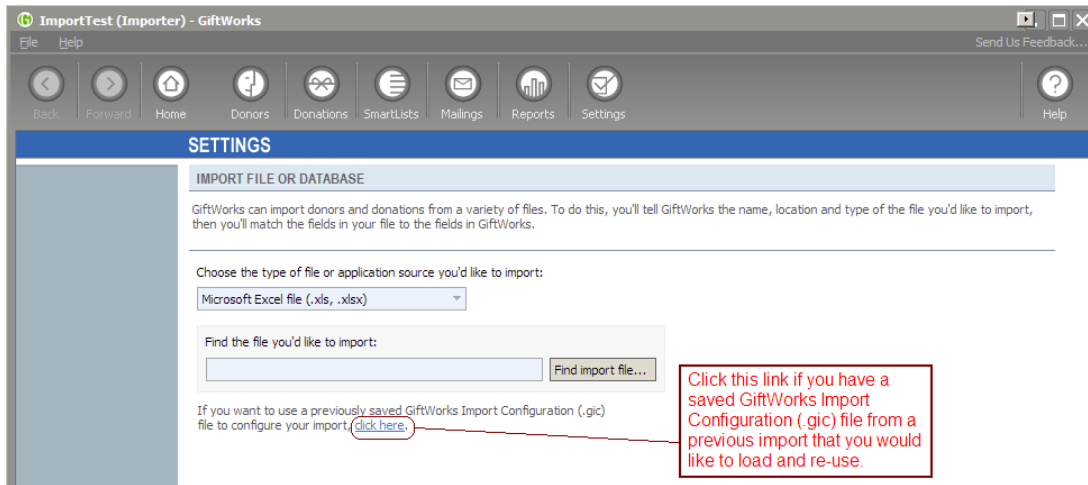 ImportTest (Importer) - GiftWorks
File Help Send Us Feedback...
Back Forward Home Donors Donations SmartLists Mailings Reports Settings Help
SETTINGS
IMPORT FILE OR DATABASE
GiftWorks can import donors and donations from a variety of files. To do this, you'll tell GiftWorks the name, location and type of the file you'd like to import,
then you'll match the fields in your file to the fields in GiftWorks.
Choose the type of file or application source you'd like to import:
Microsoft Excel file (.xls, .xlsx)
Find the file you'd like to import:
Find import file...
If you want to use a previously saved GiftWorks Import Configuration (.gic)
file to configure your import, click here.
Click this link if you have a
saved GiftWorks Import
Configuration (.gic) file from a
previous import that you would
like to load and re-use.